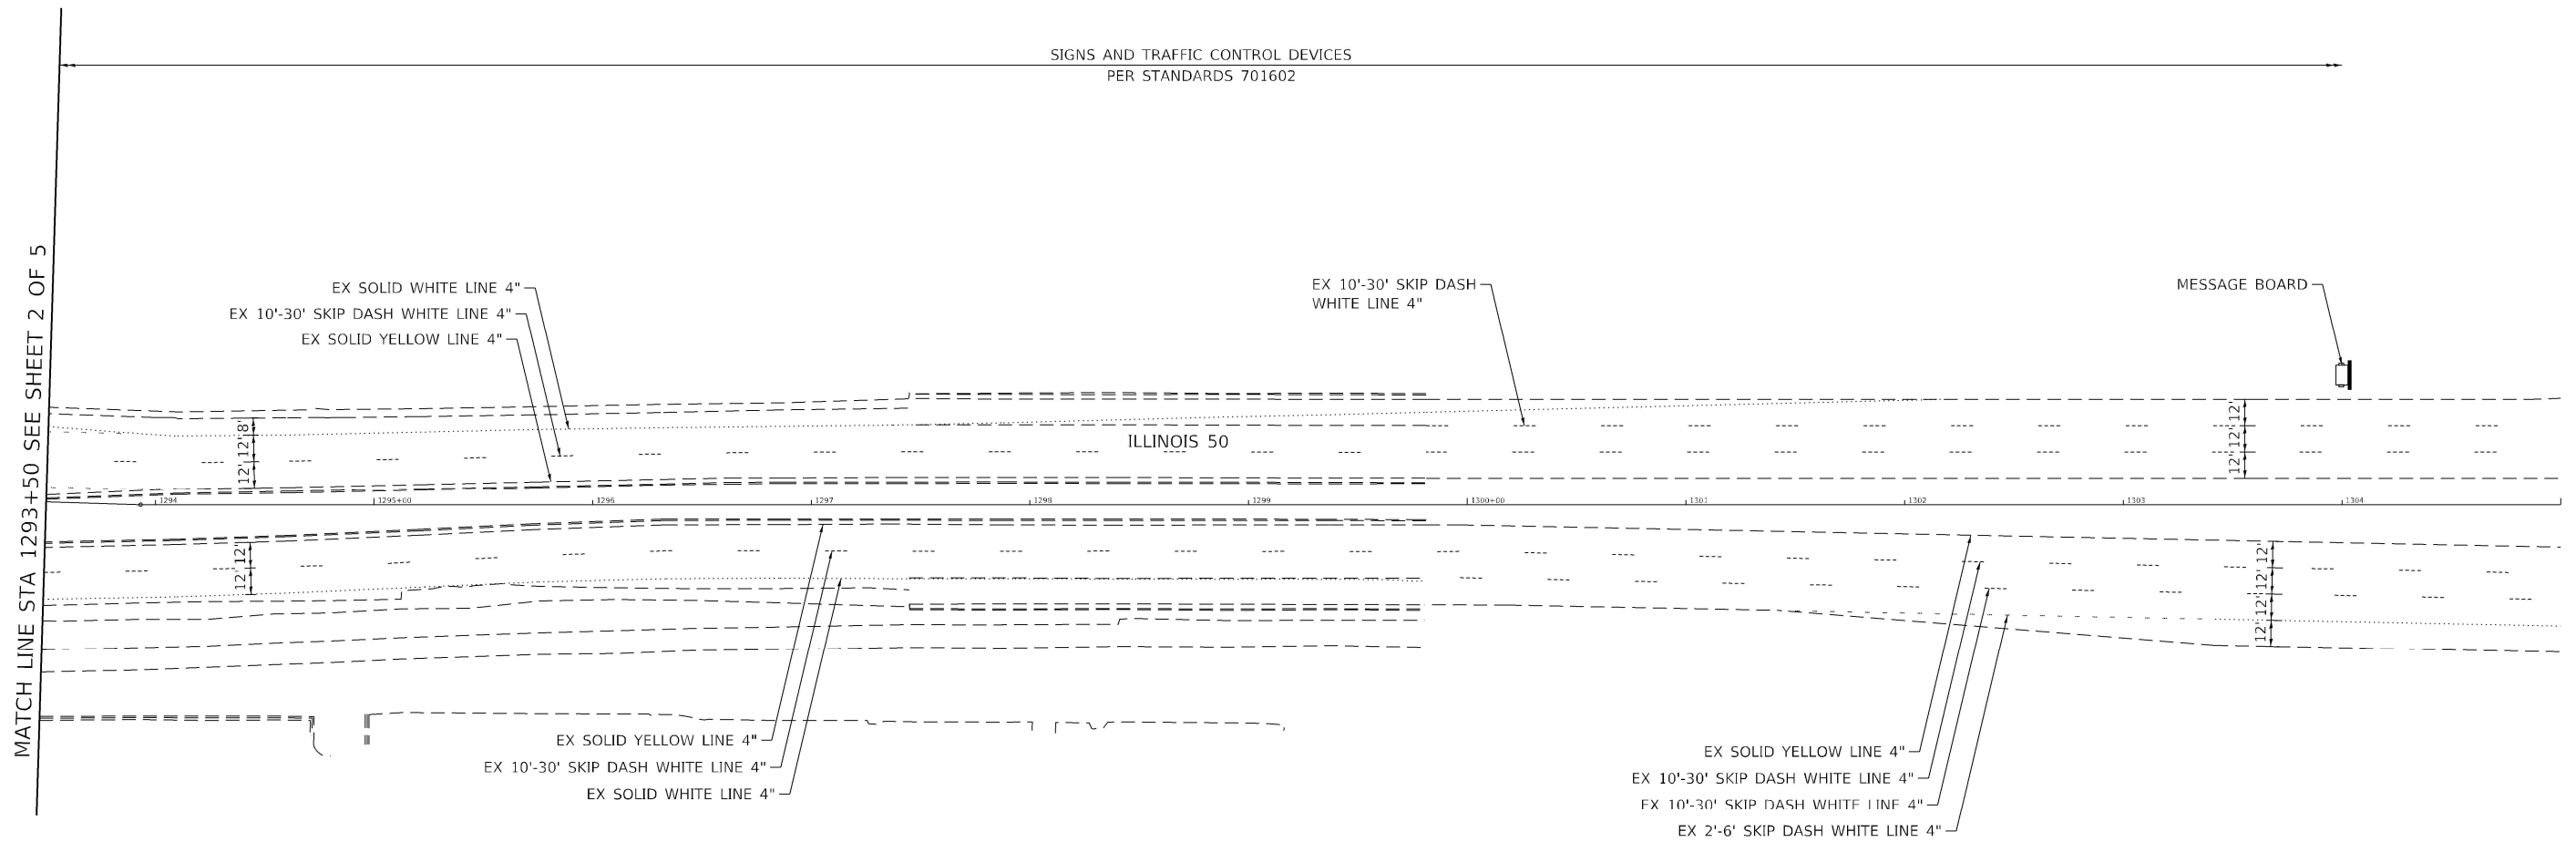 SIGNS AND TRAFFIC CONTROL DEVICES
PER STANDARDS 701602
MATCH LINE STA 1293+50 SEE SHEET 2 OF 5
EX SOLID WHITE LINE 4"
EX 10'-30' SKIP DASH WHITE LINE 4"
EX SOLID YELLOW LINE 4"
EX 10'-30' SKIP DASH
WHITE LINE 4"
MESSAGE BOARD
8'
12'
12'
ILLINOIS 50
12'
12'
12'
1294
1295+00
1296
1297
1298
1299
1300+00
1301
1302
1303
1304
12'
12'
12'
12'
12'
12'
EX SOLID YELLOW LINE 4"
EX 10'-30' SKIP DASH WHITE LINE 4"
EX SOLID WHITE LINE 4"
EX SOLID YELLOW LINE 4"
EX 10'-30' SKIP DASH WHITE LINE 4"
EX 10'-30' SKIP DASH WHITE LINE 4"
EX 2'-6' SKIP DASH WHITE LINE 4"